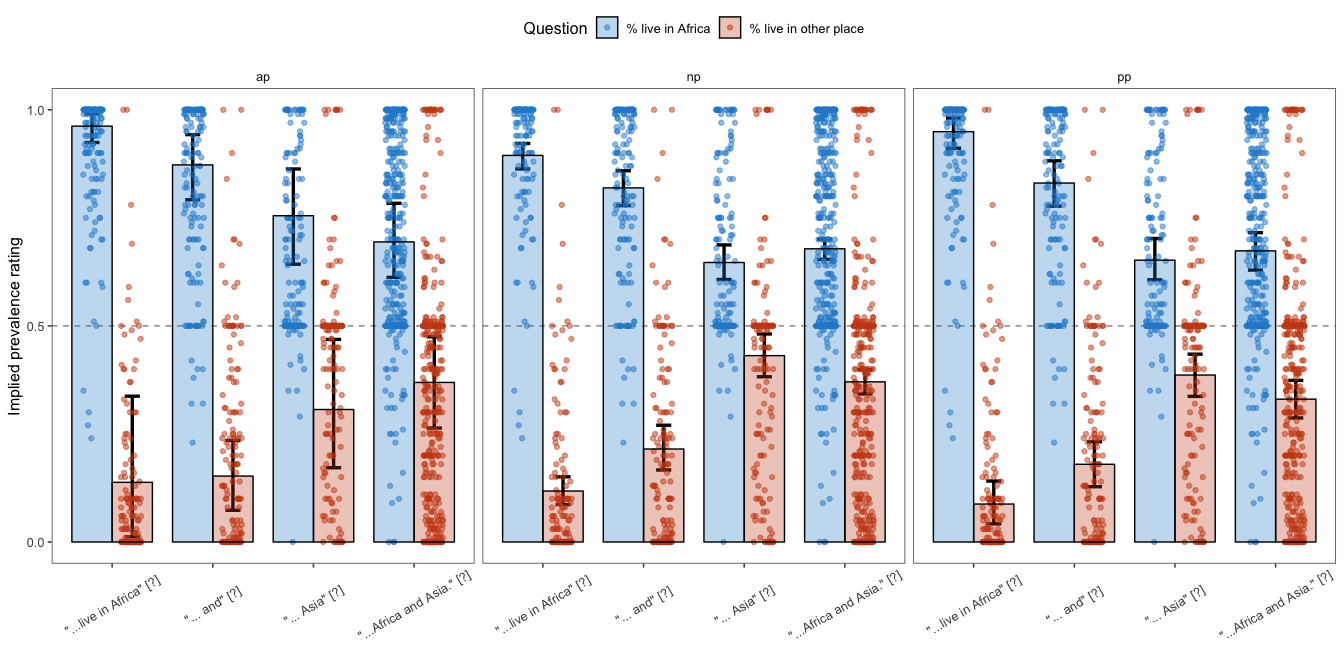 Question % live in Africa % live in other place
ap np pp
Implied prevalence rating
1.0
0.5
0.0
"...live in Africa" [?] "... and" [?] "... Asia" [?] "...Africa and Asia." [?] "...live in Africa" [?] "... and" [?] "... Asia" [?] "...Africa and Asia." [?] "...live in Africa" [?] "... and" [?] "... Asia" [?] "...Africa and Asia." [?]